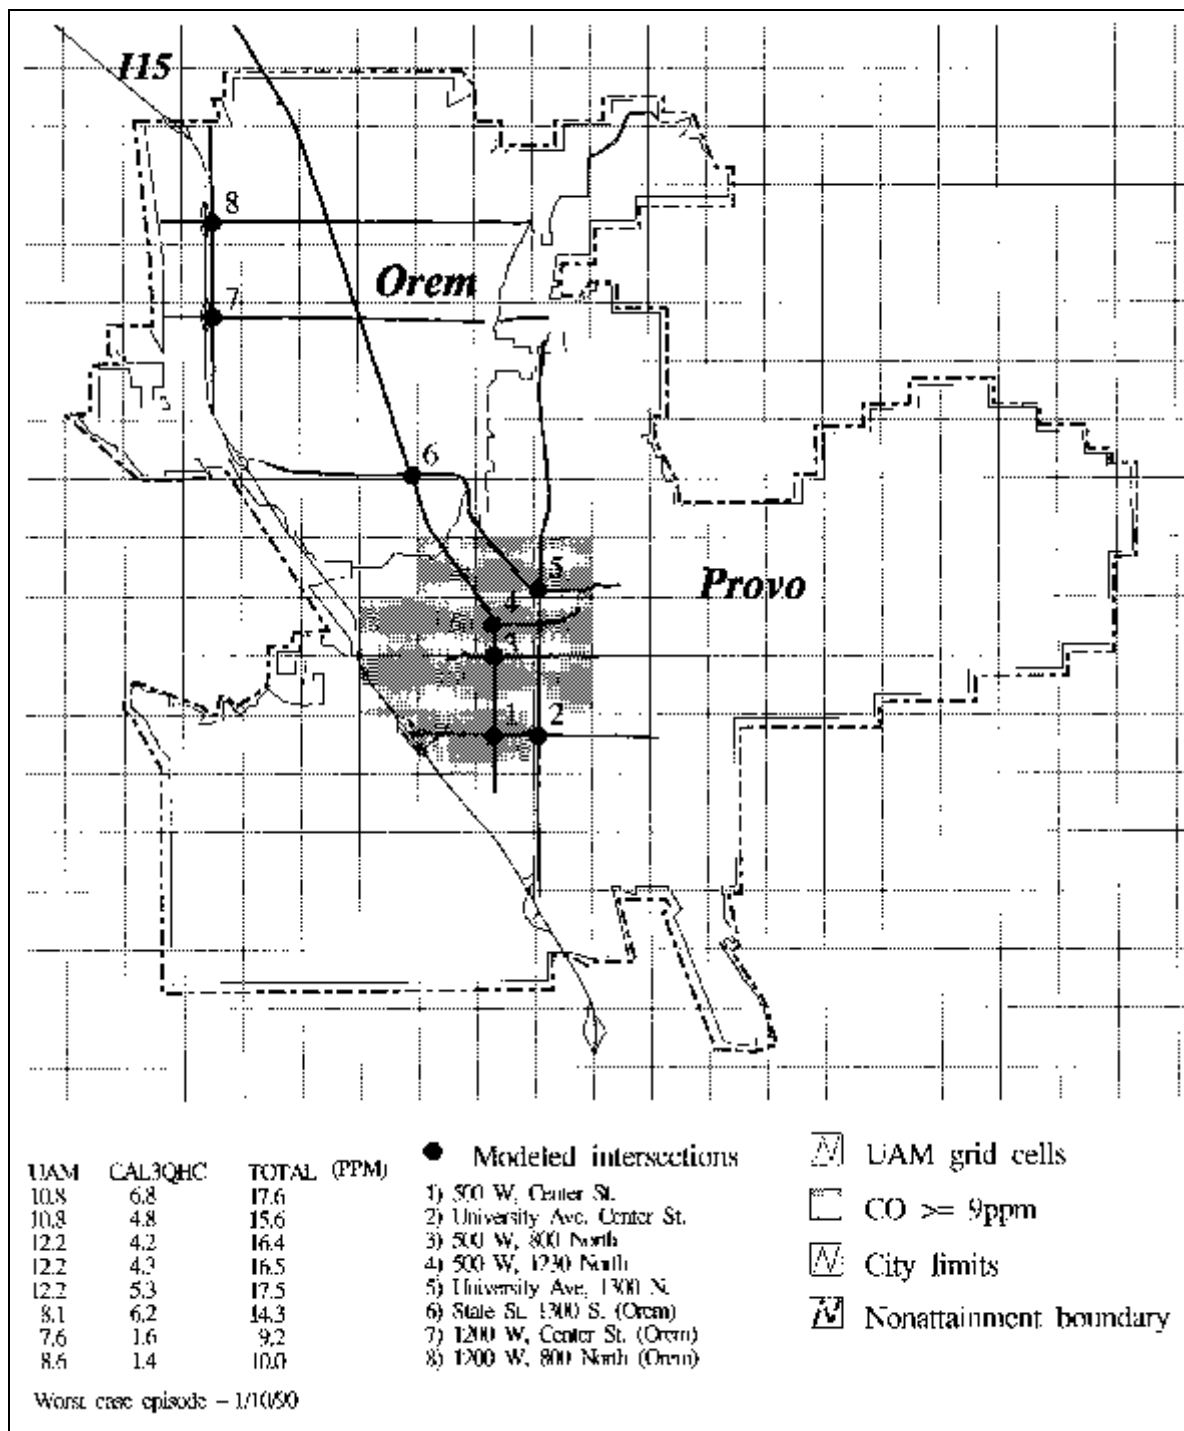 I15
8
Orem
7
6
5
Provo
4
3
1
2
UAM CAL3QHC TOTAL (PPM)
10.8 6.8 17.6
10.8 4.8 15.6
12.2 4.2 16.4
12.2 4.3 16.5
12.2 5.3 17.5
8.1 6.2 14.3
7.6 1.6 9.2
8.6 1.4 10.0
Worst case episode - 1/10/90
Modeled intersections
1) 500 W, Center St.
2) University Ave. Center St.
3) 500 W, 800 North
4) 500 W, 1230 North
5) University Ave, 1300 N.
6) State St. 1300 S. (Orem)
7) 1200 W, Center St. (Orem)
8) 1200 W, 800 North (Orem)
UAM grid cells
CO >= 9ppm
City limits
Nonattainment boundary